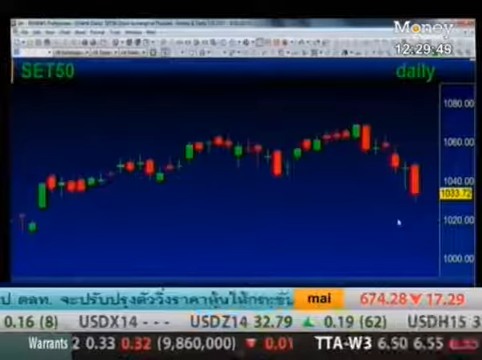 Money
12:29:49
SET50
daily
1080.00
1060.00
1040.00
1033.72
1020.00
1000.00
ป. ตลท. จะปรับปรุงตัววิ่งราคาหุ้นให้กระชับ
mai
674.28 17.29
0.16 (8) USDX14 - - - USDZ14 32.79 0.19 (62) USDH15 3
Warrants 2 0.33 0.32 (9,860,000) 0.01 TTA-W3 6.50 6.55